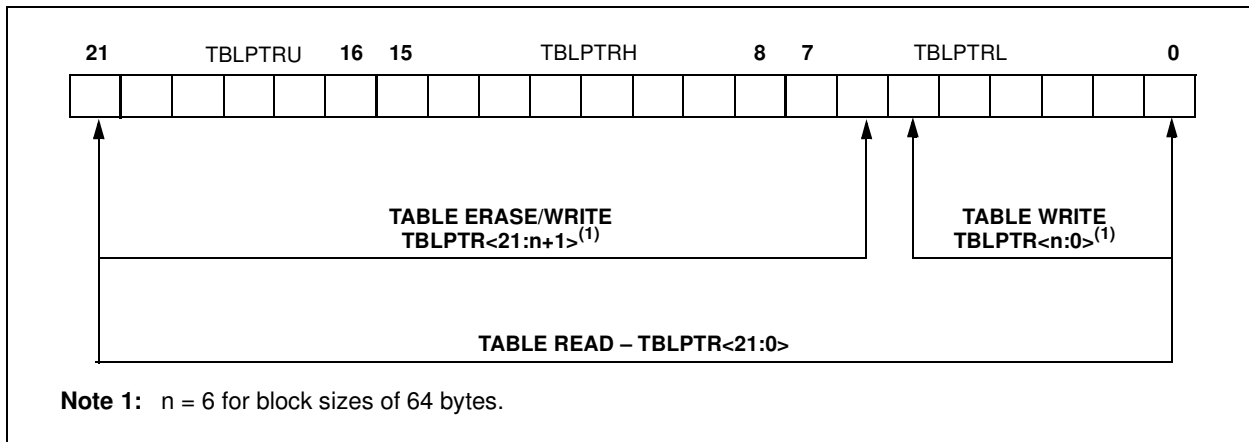 21 TBLPTRU 16 15 TBLPTRH 8 7 TBLPTRL 0
TABLE ERASE/WRITE
TBLPTR<21:n+1>(1)
TABLE WRITE
TBLPTR<n:0>(1)
TABLE READ – TBLPTR<21:0>
Note 1: n = 6 for block sizes of 64 bytes.